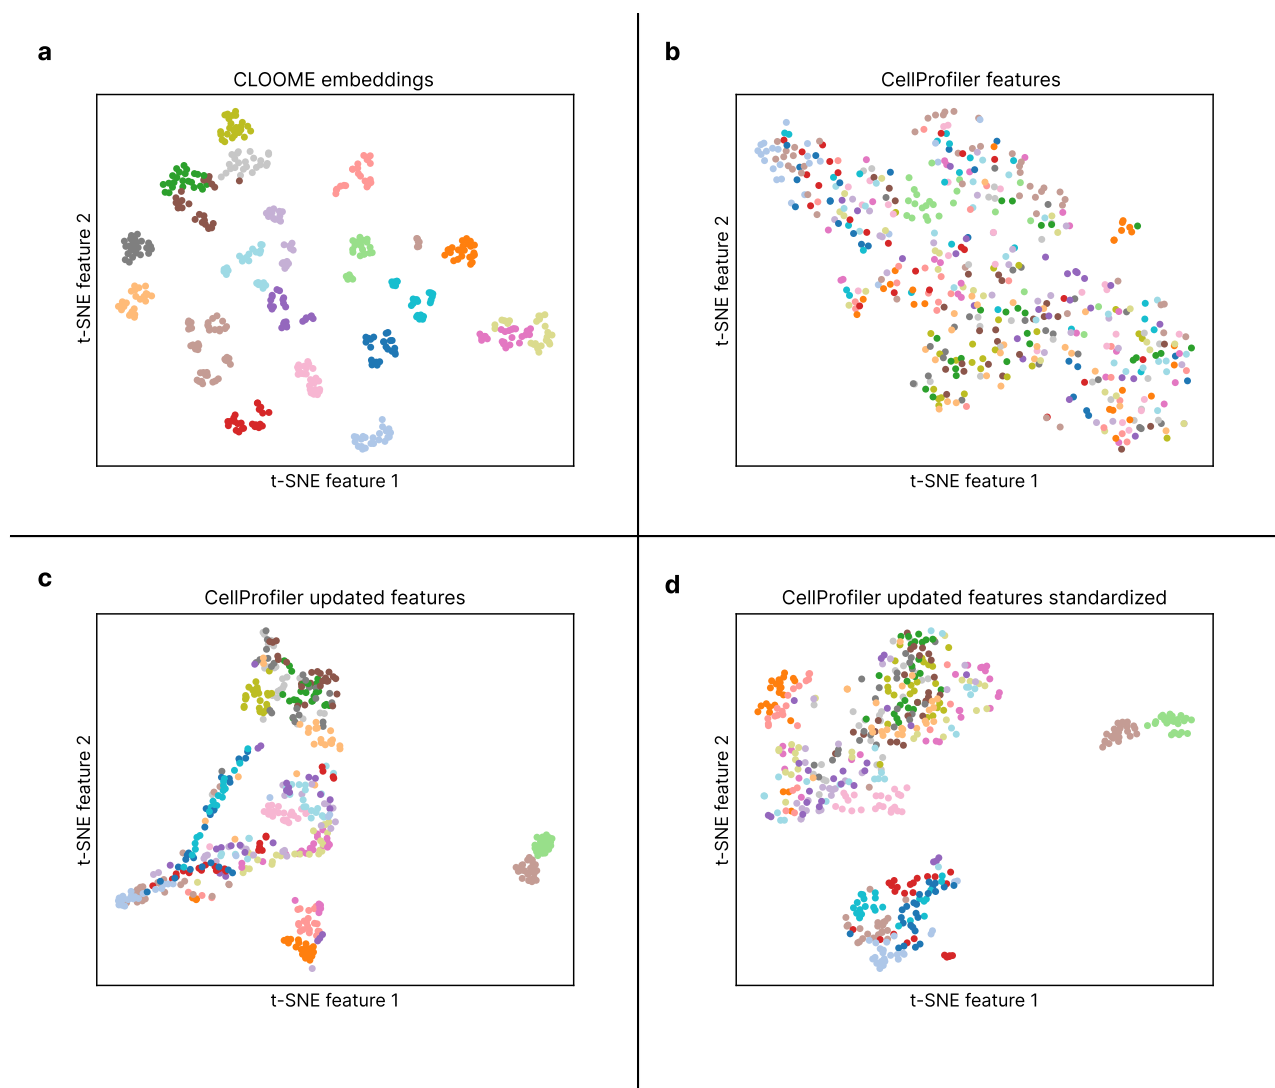 a
CLOOME embeddings
t-SNE feature 2
t-SNE feature 1
b
CellProfiler features
t-SNE feature 2
t-SNE feature 1
c
CellProfiler updated features
t-SNE feature 2
t-SNE feature 1
d
CellProfiler updated features standardized
t-SNE feature 2
t-SNE feature 1